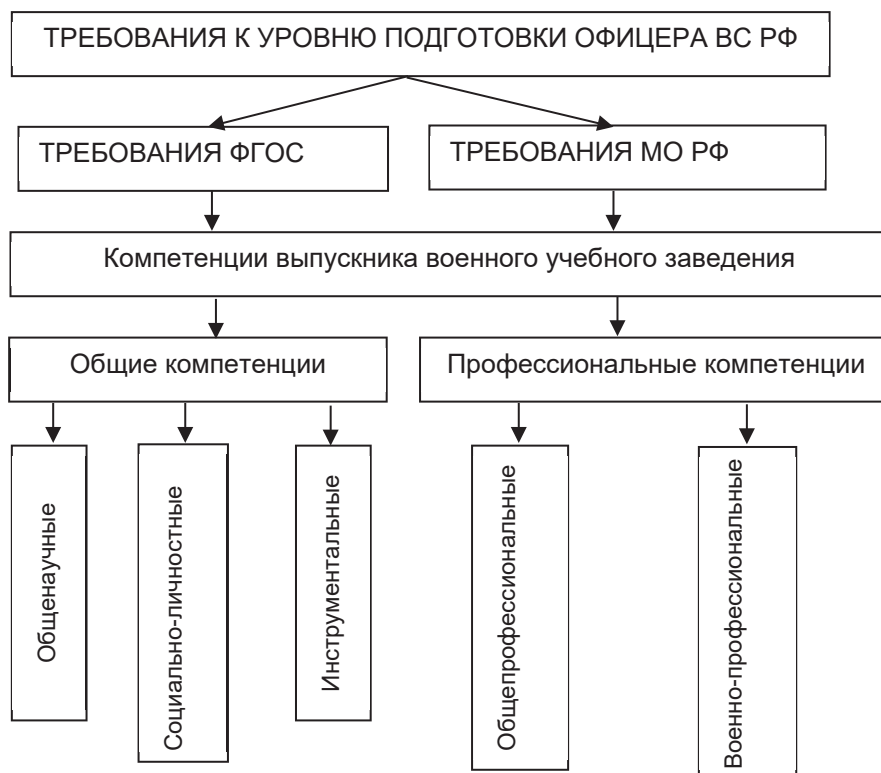 ТРЕБОВАНИЯ К УРОВНЮ ПОДГОТОВКИ ОФИЦЕРА ВС РФ
ТРЕБОВАНИЯ ФГОС
ТРЕБОВАНИЯ МО РФ
Компетенции выпускника военного учебного заведения
Общие компетенции
Профессиональные компетенции
Общенаучные
Социально-личностные
Инструментальные
Общепрофессиональные
Военно-профессиональные